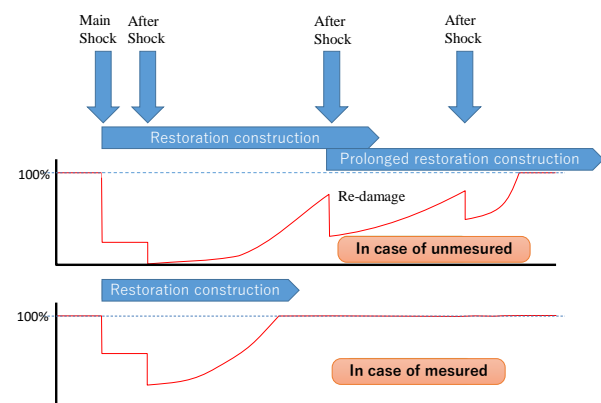 Main
Shock
After
Shock
After
Shock
After
Shock
Restoration construction
Prolonged restoration construction
100%
Re-damage
In case of unmesured
Restoration construction
100%
In case of mesured